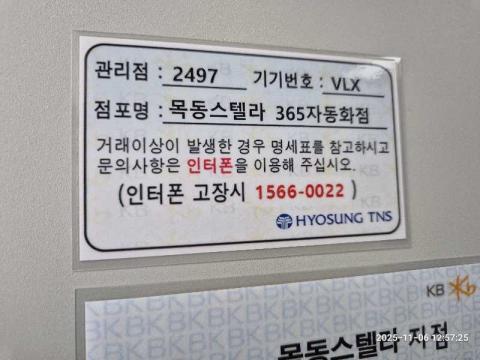 관리점 : 2497 기기번호 : VLX
점포명 : 목동스텔라 365자동화점
거래이상이 발생한 경우 명세표를 참고하시고
문의사항은 인터폰을 이용해 주십시오.
(인터폰 고장시 1566-0022 )
HYOSUNG TNS
KB
목동스텔라 지점
2025-11-06 12:57:25